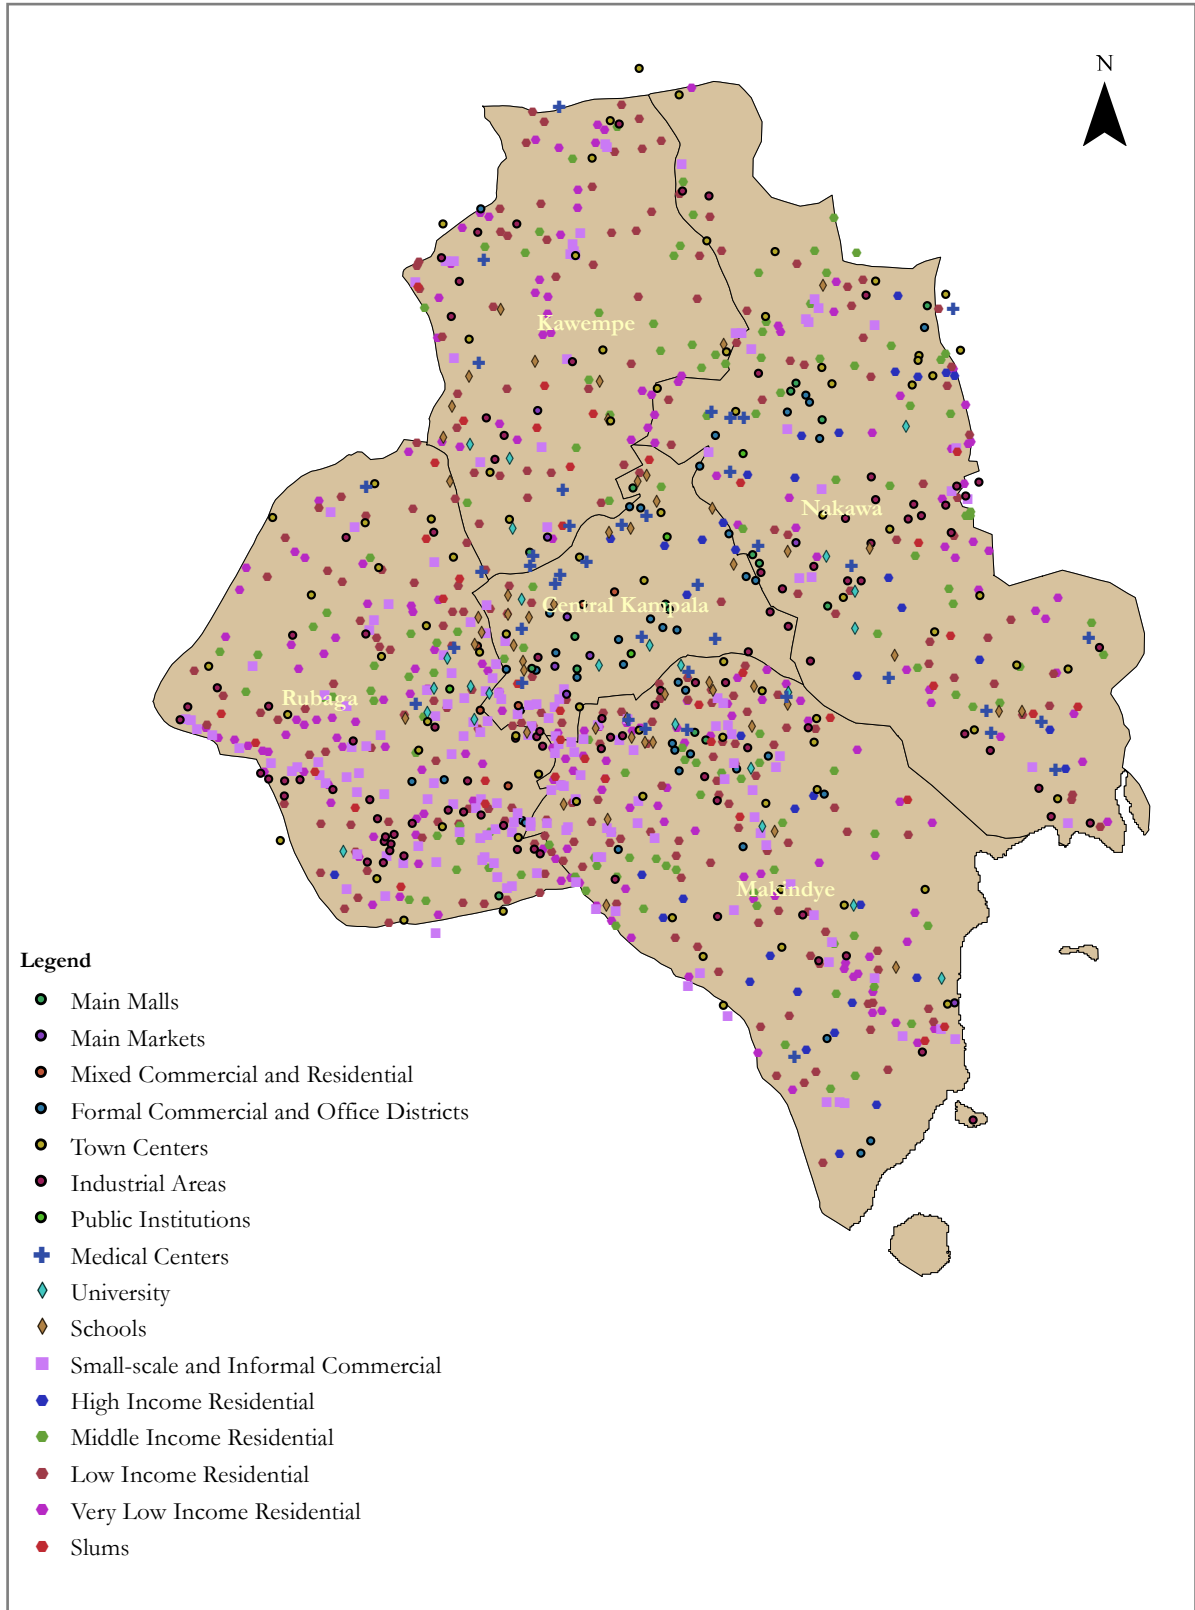 N
Kawempe
Nakawa
Central Kampala
Rubaga
Makindye
Legend
Main Malls
Main Markets
Mixed Commercial and Residential
Formal Commercial and Office Districts
Town Centers
Industrial Areas
Public Institutions
Medical Centers
University
Schools
Small-scale and Informal Commercial
High Income Residential
Middle Income Residential
Low Income Residential
Very Low Income Residential
Slums